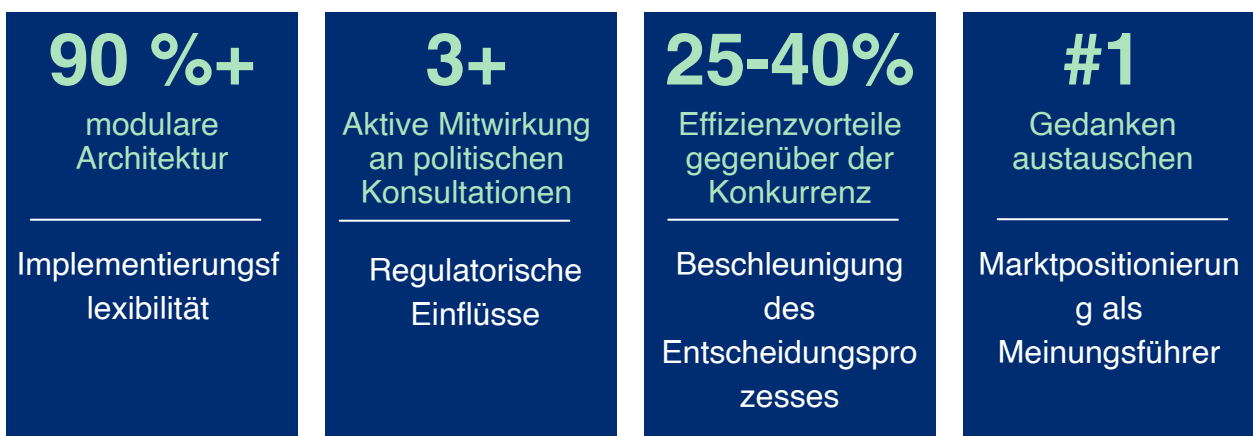 90 %+
modulare
Architektur
Implementierungsf
lexibilität
3+
Aktive Mitwirkung
an politischen
Konsultationen
Regulatorische
Einflüsse
25-40%
Effizienzvorteile
gegenüber der
Konkurrenz
Beschleunigung
des
Entscheidungspro
zesses
#1
Gedanken
austauschen
Marktpositionierun
g als
Meinungsführer